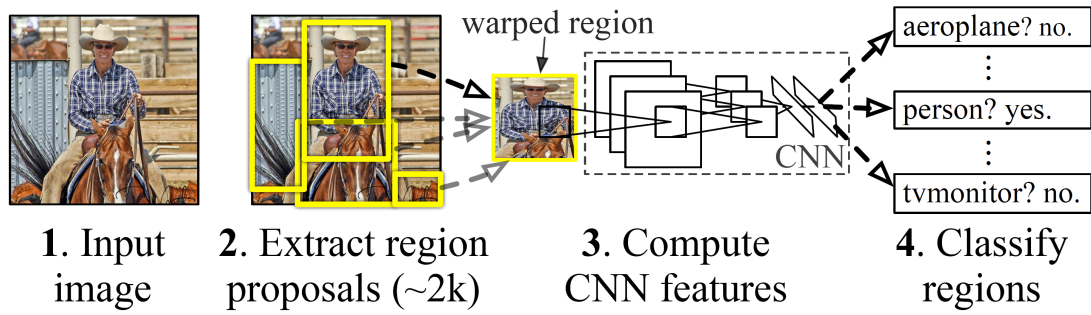 warped region
aeroplane? no.
⋮
person? yes.
CNN
⋮
tvmonitor? no.
1. Input
image
2. Extract region
proposals (~2k)
3. Compute
CNN features
4. Classify
regions